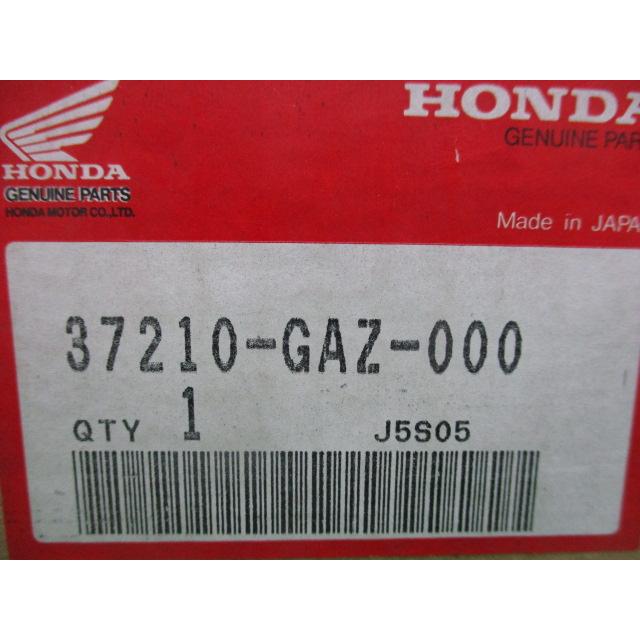 HONDA
GENUINE PARTS
HONDA MOTOR CO.,LTD.
HONDA
GENUINE PAR
Made in JAPA
37210-GAZ-000
QTY 1 J5S05